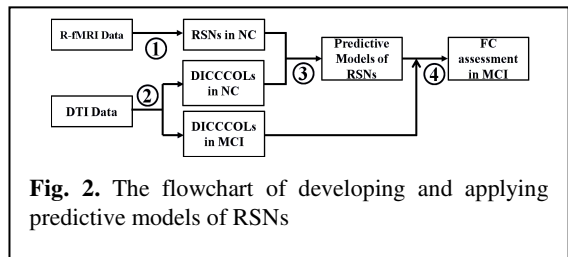 R-fMRI Data
①
RSNs in NC
DTI Data
②
DICCCOLs
in NC
DICCCOLs
in MCI
③
Predictive
Models of
RSNs
④
FC
assessment
in MCI
Fig. 2. The flowchart of developing and applying
predictive models of RSNs